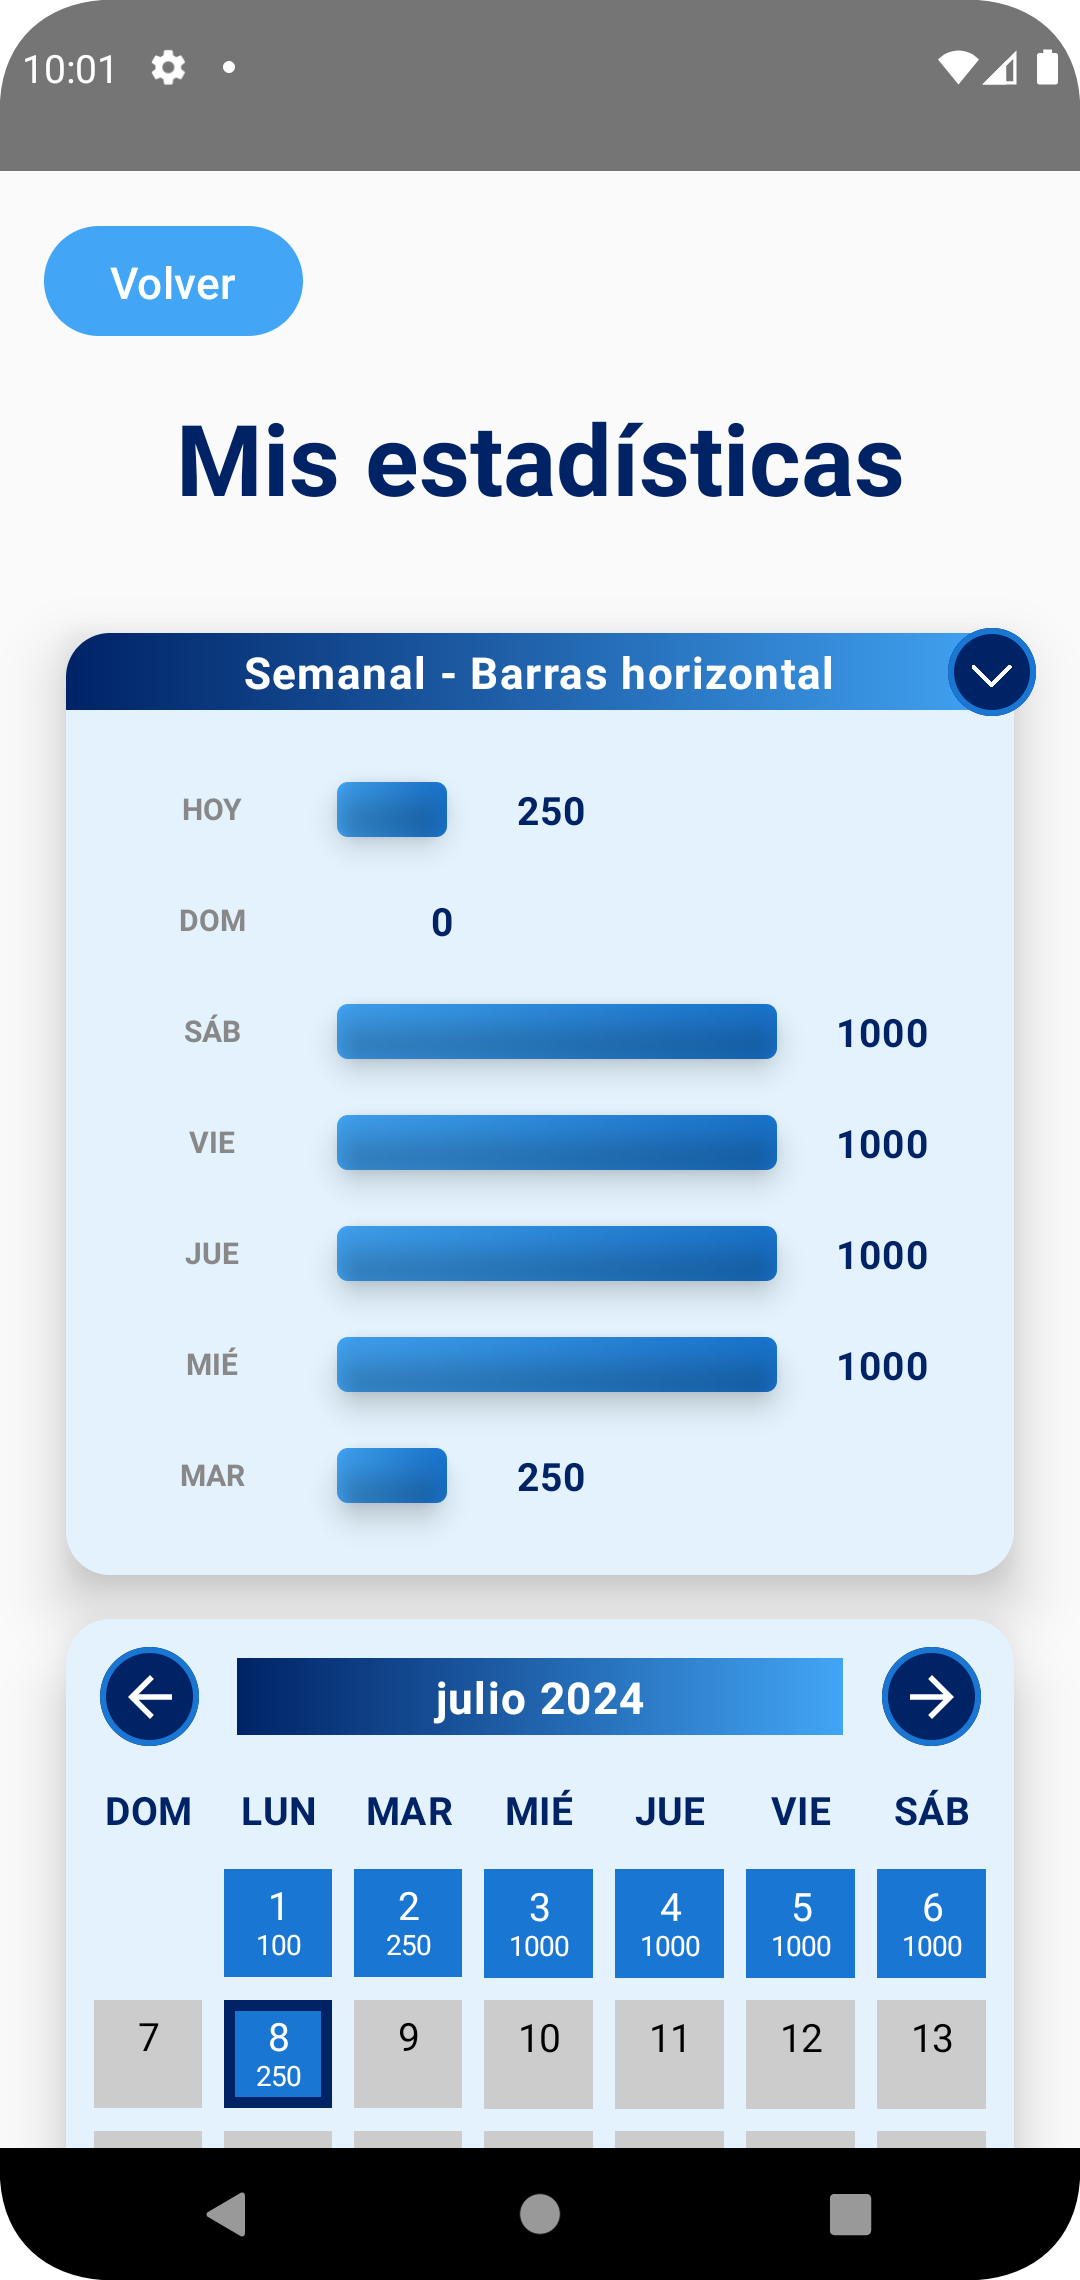 10:01
Volver
Mis estadísticas
Semanal - Barras horizontal
HOY 250
DOM 0
SÁB 1000
VIE 1000
JUE 1000
MIÉ 1000
MAR 250
julio 2024
DOM LUN MAR MIÉ JUE VIE SÁB
1 2 3 4 5 6
100 250 1000 1000 1000 1000
7 8 9 10 11 12 13
250